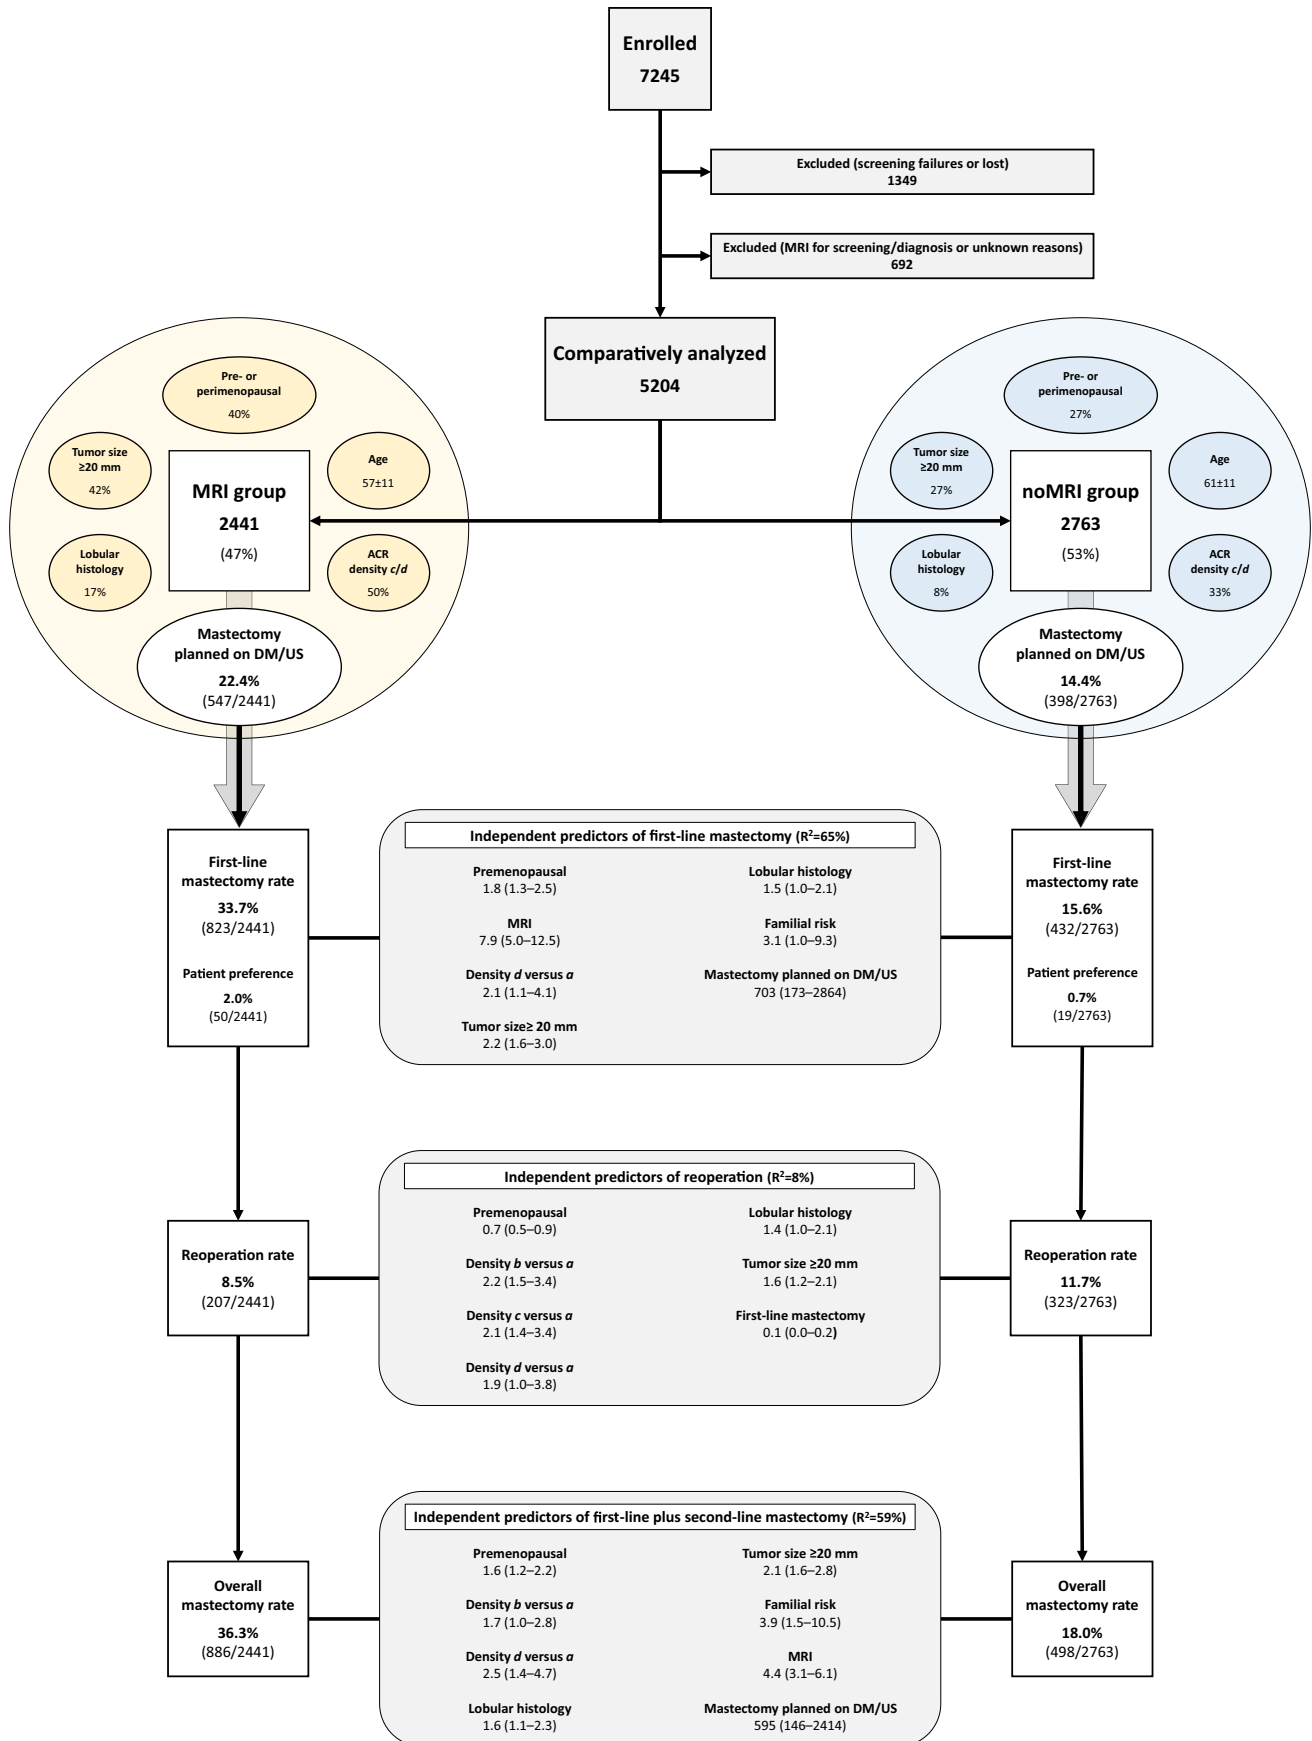 Enrolled
7245
Excluded (screening failures or lost)
1349
Excluded (MRI for screening/diagnosis or unknown reasons)
692
Comparatively analyzed
5204
Pre- or
perimenopausal
40%
Tumor size
≥20 mm
42%
Age
57±11
MRI group
2441
(47%)
Lobular
histology
17%
ACR
density c/d
50%
Mastectomy
planned on DM/US
22.4%
(547/2441)
Pre- or
perimenopausal
27%
Tumor size
≥20 mm
27%
Age
61±11
noMRI group
2763
(53%)
Lobular
histology
8%
ACR
density c/d
33%
Mastectomy
planned on DM/US
14.4%
(398/2763)
First-line
mastectomy rate
33.7%
(823/2441)
Patient preference
2.0%
(50/2441)
Independent predictors of first-line mastectomy (R²=65%)
Premenopausal
1.8 (1.3–2.5)
MRI
7.9 (5.0–12.5)
Density d versus a
2.1 (1.1–4.1)
Tumor size≥ 20 mm
2.2 (1.6–3.0)
Lobular histology
1.5 (1.0–2.1)
Familial risk
3.1 (1.0–9.3)
Mastectomy planned on DM/US
703 (173–2864)
First-line
mastectomy rate
15.6%
(432/2763)
Patient preference
0.7%
(19/2763)
Reoperation rate
8.5%
(207/2441)
Independent predictors of reoperation (R²=8%)
Premenopausal
0.7 (0.5–0.9)
Density b versus a
2.2 (1.5–3.4)
Density c versus a
2.1 (1.4–3.4)
Density d versus a
1.9 (1.0–3.8)
Lobular histology
1.4 (1.0–2.1)
Tumor size ≥20 mm
1.6 (1.2–2.1)
First-line mastectomy
0.1 (0.0–0.2)
Reoperation rate
11.7%
(323/2763)
Overall
mastectomy rate
36.3%
(886/2441)
Independent predictors of first-line plus second-line mastectomy (R²=59%)
Premenopausal
1.6 (1.2–2.2)
Density b versus a
1.7 (1.0–2.8)
Density d versus a
2.5 (1.4–4.7)
Lobular histology
1.6 (1.1–2.3)
Tumor size ≥20 mm
2.1 (1.6–2.8)
Familial risk
3.9 (1.5–10.5)
MRI
4.4 (3.1–6.1)
Mastectomy planned on DM/US
595 (146–2414)
Overall
mastectomy rate
18.0%
(498/2763)